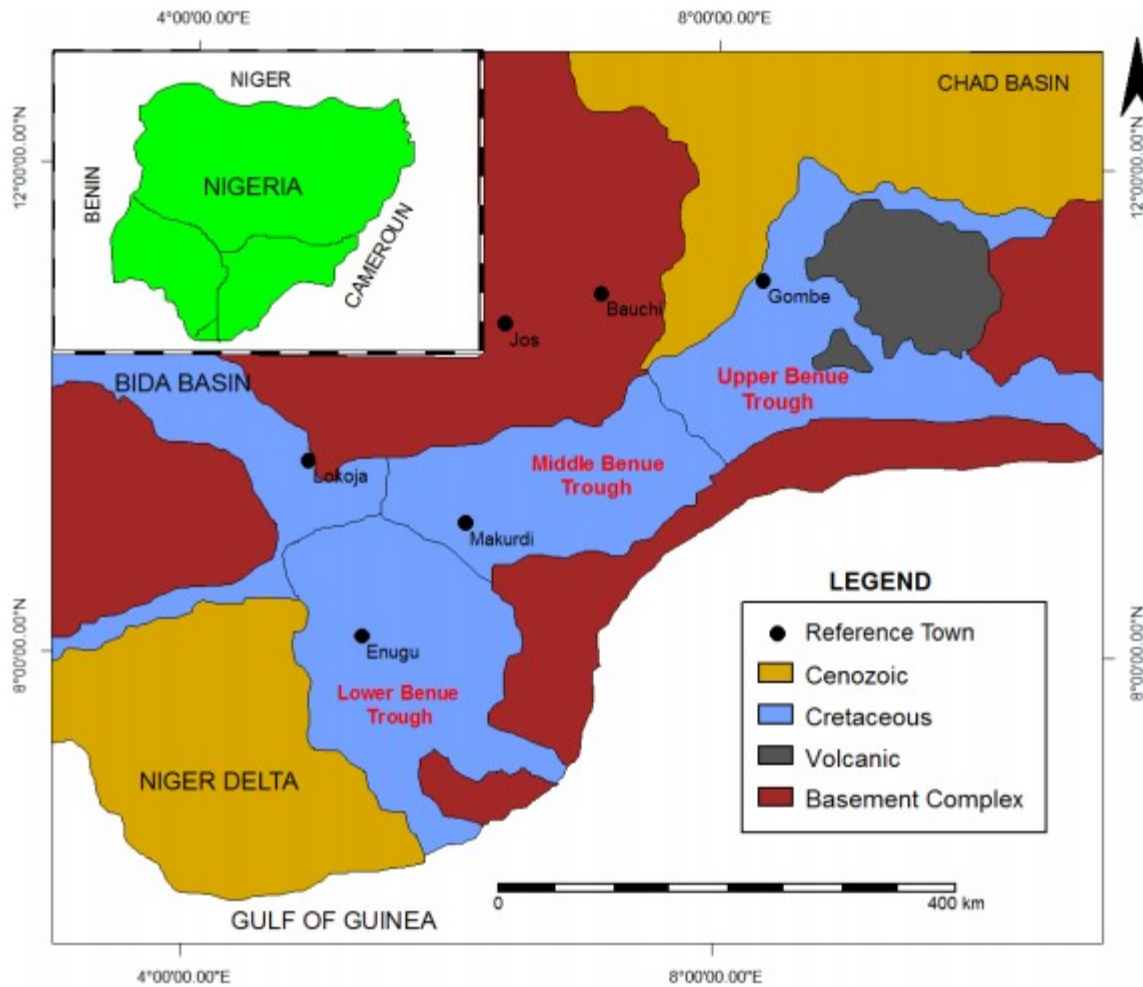 4°00'00.00"E
8°00'00.00"E
NIGER
CHAD BASIN
12°00'00.00"N
12°00'00.00"N
BENIN
NIGERIA
CAMEROUN
Gombe
Bauchi
Jos
BIDA BASIN
Upper Benue
Trough
Lokoja
Middle Benue
Trough
Makurdi
LEGEND
Reference Town
Cenozoic
Cretaceous
Volcanic
Basement Complex
8°00'00.00"N
8°00'00.00"N
Enugu
Lower Benue
Trough
NIGER DELTA
0
400 km
GULF OF GUINEA
4°00'00.00"E
8°00'00.00"E